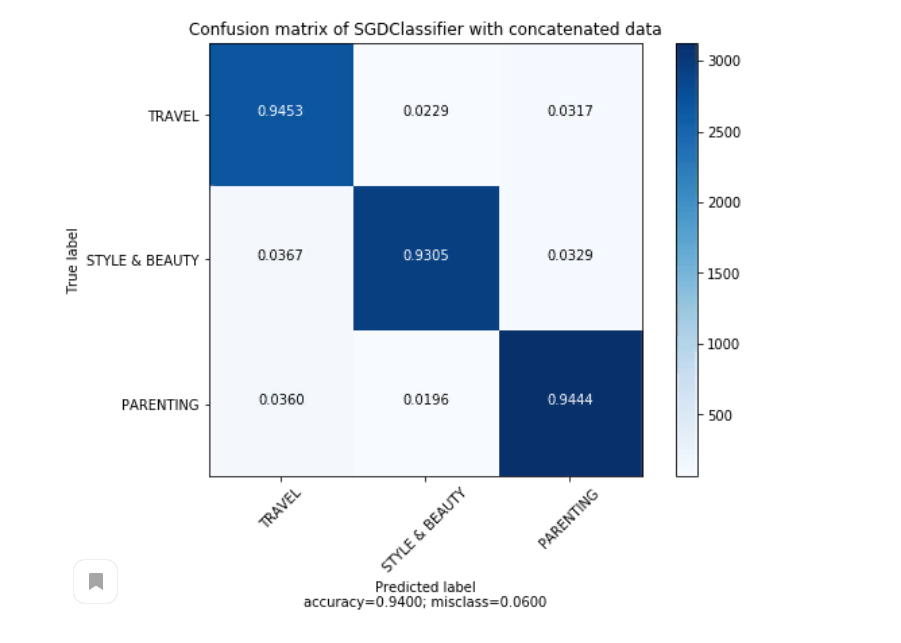 Confusion matrix of SGDClassifier with concatenated data
TRAVEL
0.9453
0.0229
0.0317
STYLE & BEAUTY
0.0367
0.9305
0.0329
PARENTING
0.0360
0.0196
0.9444
True label
TRAVEL
STYLE & BEAUTY
PARENTING
Predicted label
accuracy=0.9400; misclass=0.0600
3000
2500
2000
1500
1000
500